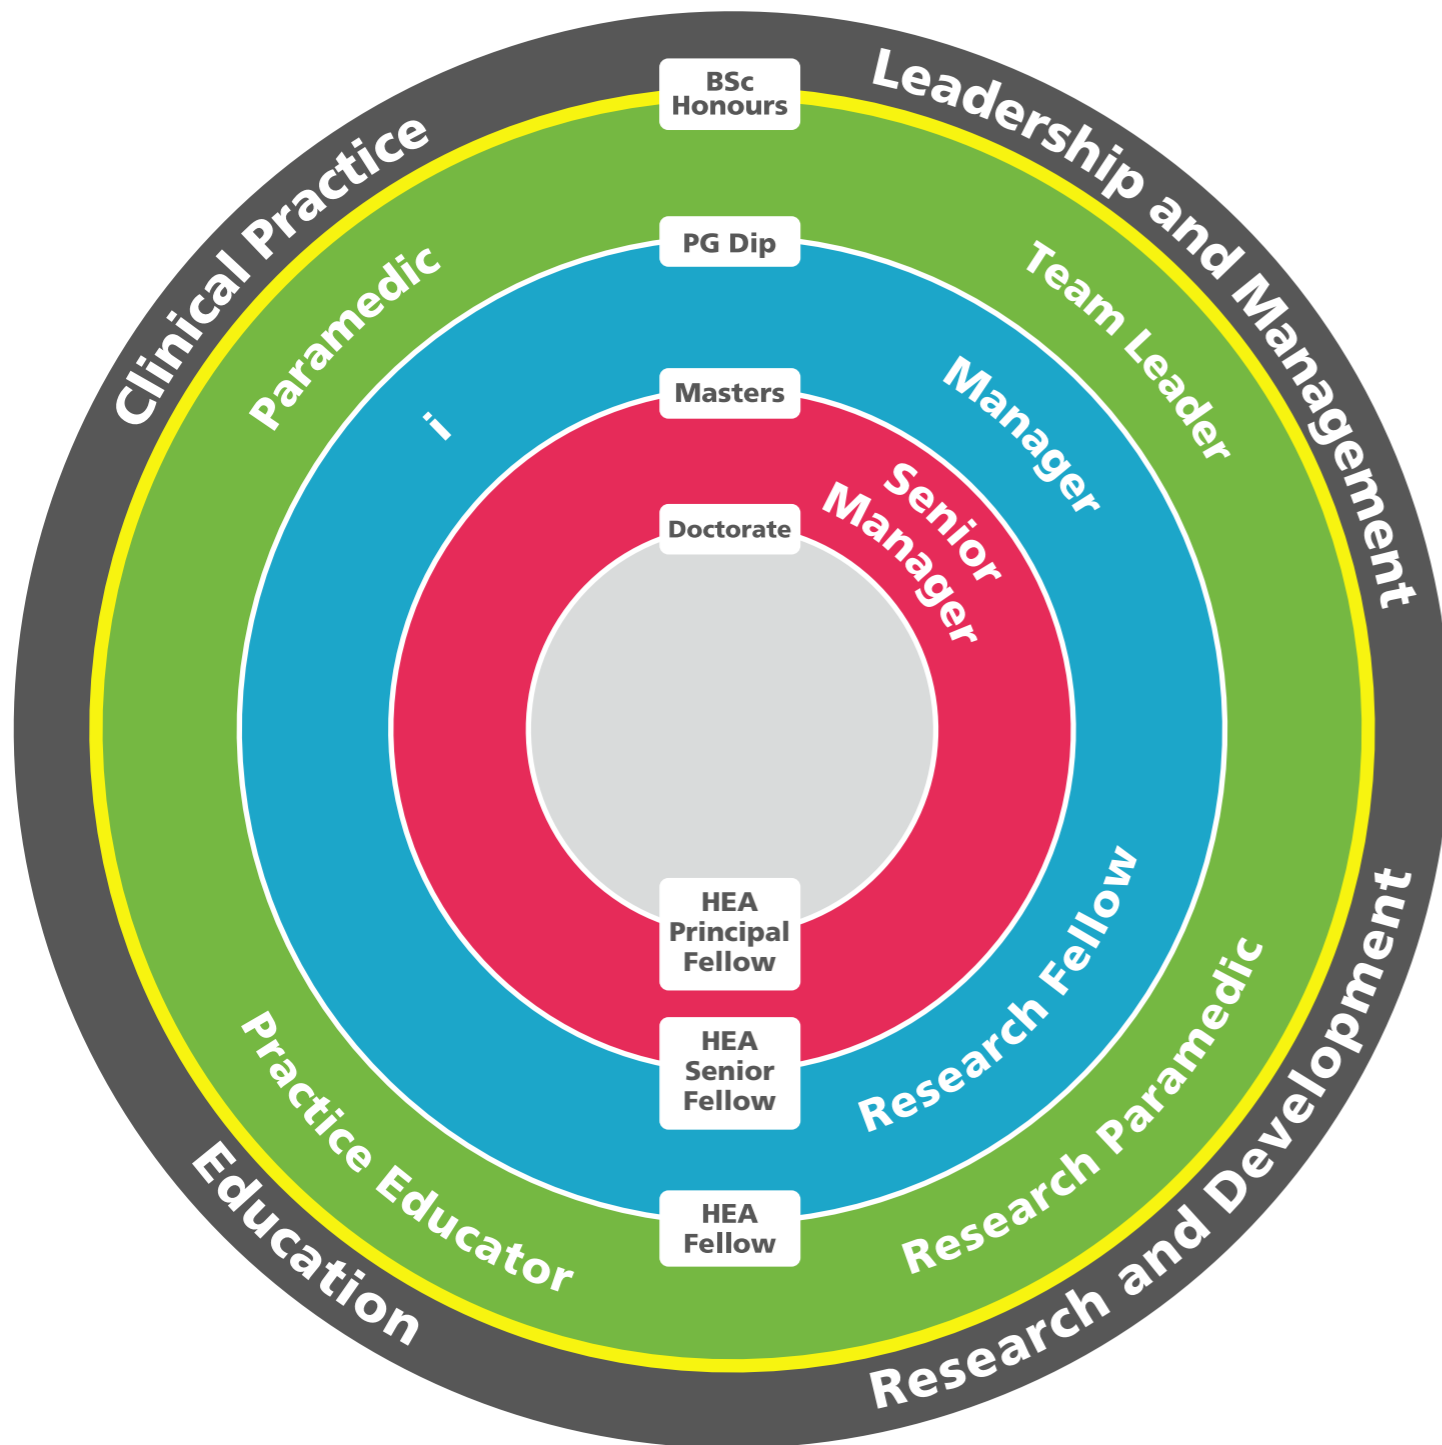 BSc
Honours
Leadership and Management
Clinical Practice
PG Dip
Paramedic
Team Leader
Masters
Manager
i
Senior
Manager
Doctorate
HEA
Principal
Fellow
Research Fellow
HEA
Senior
Fellow
Research Paramedic
Practice Educator
HEA
Fellow
Education
Research and Development